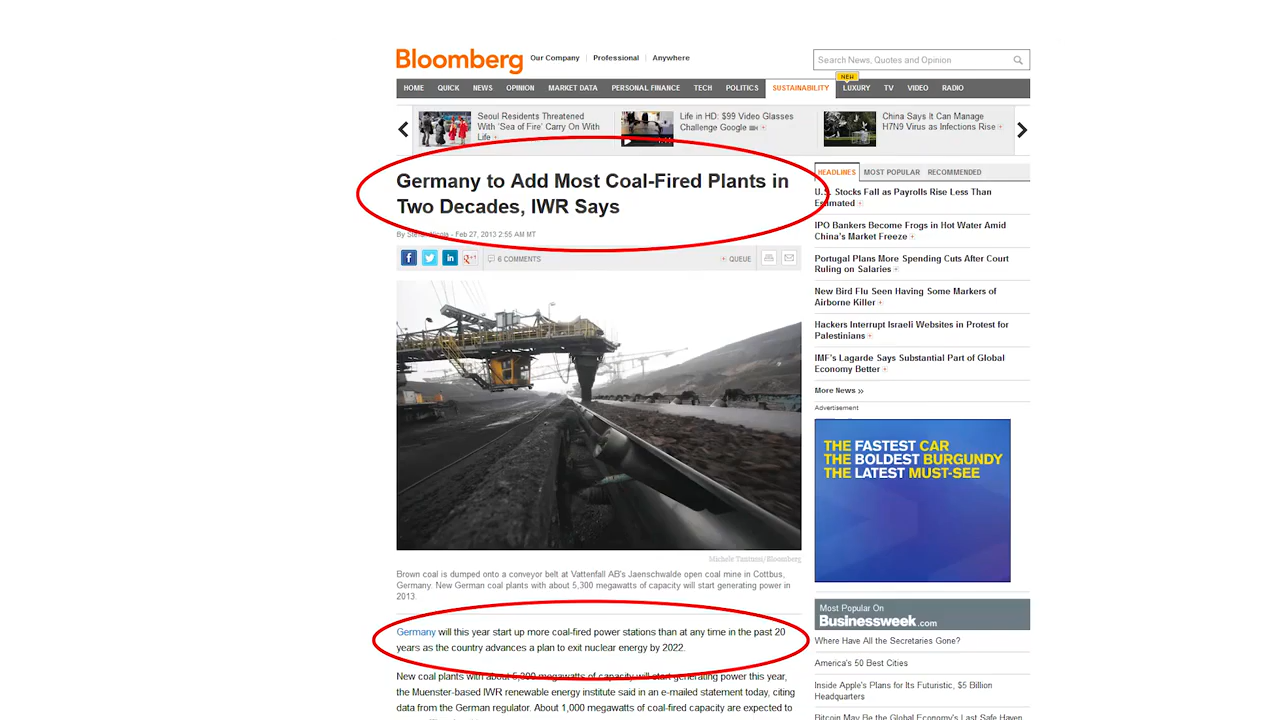 Bloomberg
Our Company | Professional | Anywhere
Search News, Quotes and Opinion
HOME QUICK NEWS OPINION MARKET DATA PERSONAL FINANCE TECH POLITICS SUSTAINABILITY LUXURY TV VIDEO RADIO
NEW
Seoul Residents Threatened
With 'Sea of Fire' Carry On With
Life
Life in HD: $99 Video Glasses
Challenge Google
China Says It Can Manage
H7N9 Virus as Infections Rise
Germany to Add Most Coal-Fired Plants in
Two Decades, IWR Says
By Stefan Nicola - Feb 27, 2013 2:55 AM MT
6 COMMENTS
QUEUE
Michele Tantussi/Bloomberg
Brown coal is dumped onto a conveyor belt at Vattenfall AB's Jaenschwalde open coal mine in Cottbus,
Germany. New German coal plants with about 5,300 megawatts of capacity will start generating power in
2013.
Germany will this year start up more coal-fired power stations than at any time in the past 20
years as the country advances a plan to exit nuclear energy by 2022.
New coal plants with about 5,300 megawatts of capacity will start generating power this year,
the Muenster-based IWR renewable energy institute said in an e-mailed statement today, citing
data from the German regulator. About 1,000 megawatts of coal-fired capacity are expected to
HEADLINES MOST POPULAR RECOMMENDED
U.S. Stocks Fall as Payrolls Rise Less Than
Estimated
IPO Bankers Become Frogs in Hot Water Amid
China's Market Freeze
Portugal Plans More Spending Cuts After Court
Ruling on Salaries
New Bird Flu Seen Having Some Markers of
Airborne Killer
Hackers Interrupt Israeli Websites in Protest for
Palestinians
IMF's Lagarde Says Substantial Part of Global
Economy Better
More News »
Advertisement
THE FASTEST CAR
THE BOLDEST BURGUNDY
THE LATEST MUST-SEE
Most Popular On
Businessweek.com
Where Have All the Secretaries Gone?
America's 50 Best Cities
Inside Apple's Plans for Its Futuristic, $5 Billion
Headquarters
Bitcoin May Be the Global Economy's Last Safe Haven